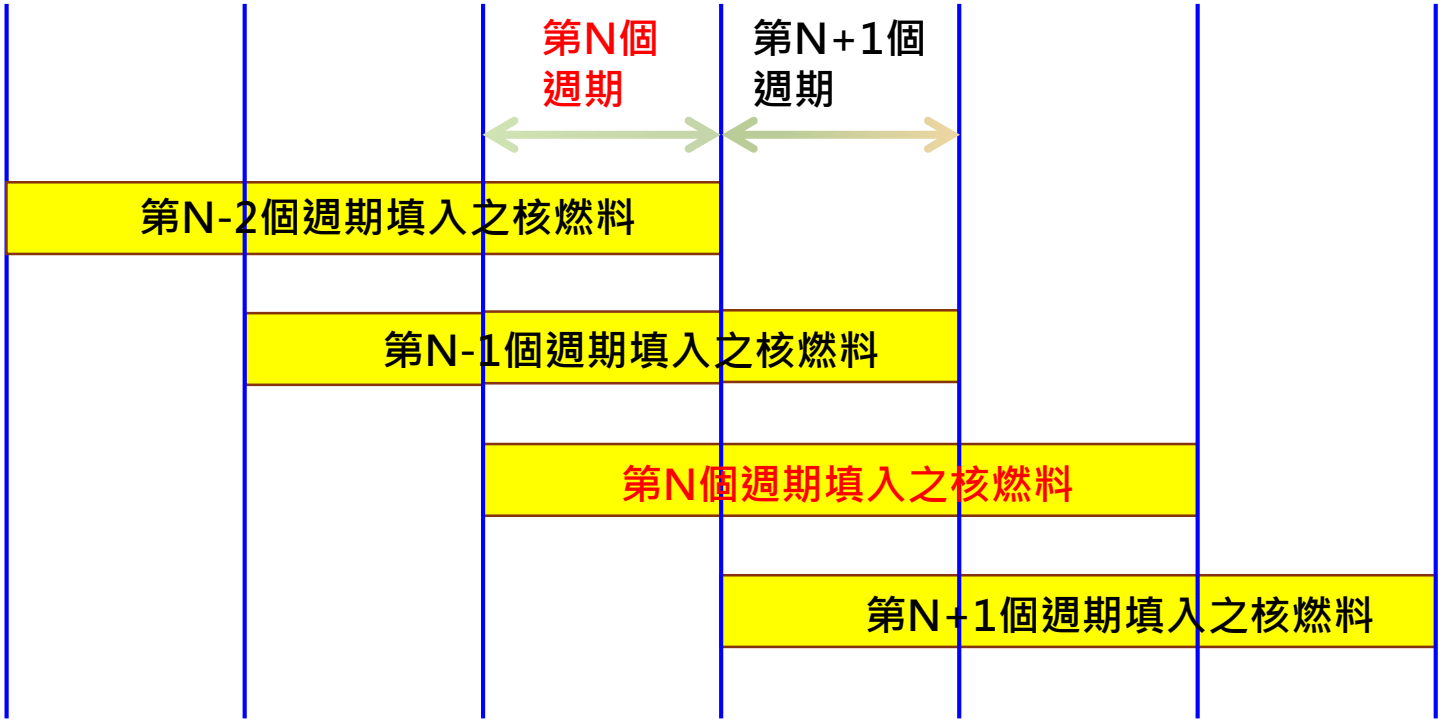 第N個
週期
第N+1個
週期
第N-2個週期填入之核燃料
第N-1個週期填入之核燃料
第N個週期填入之核燃料
第N+1個週期填入之核燃料